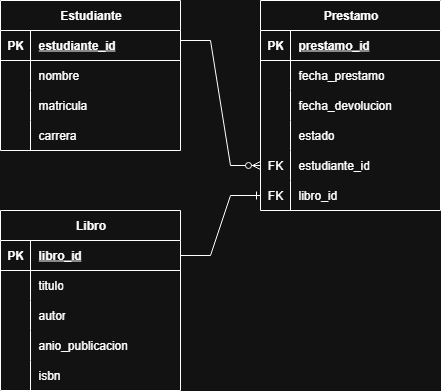 Estudiante
PK estudiante_id
nombre
matricula
carrera
Prestamo
PK prestamo_id
fecha_prestamo
fecha_devolucion
estado
FK estudiante_id
FK libro_id
Libro
PK libro_id
titulo
autor
anio_publicacion
isbn